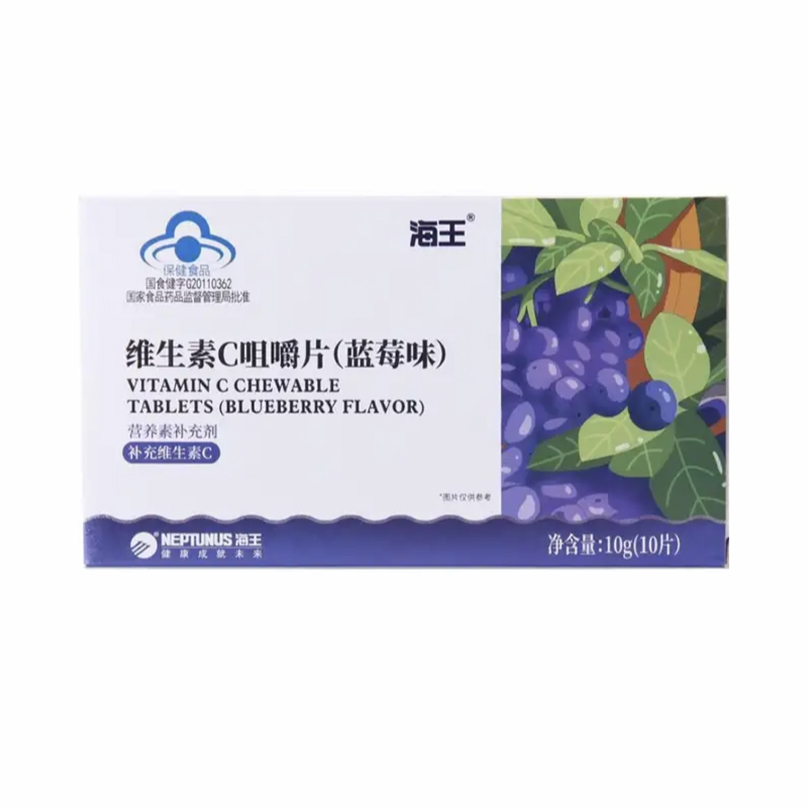 海王®
保健食品
国食健字G20110362
国家食品药品监督管理局批准
维生素C咀嚼片(蓝莓味)
VITAMIN C CHEWABLE
TABLETS (BLUEBERRY FLAVOR)
营养素补充剂
补充维生素C
*图片仅供参考
NEPTUNUS 海王
健康成就未来
净含量:10g(10片)